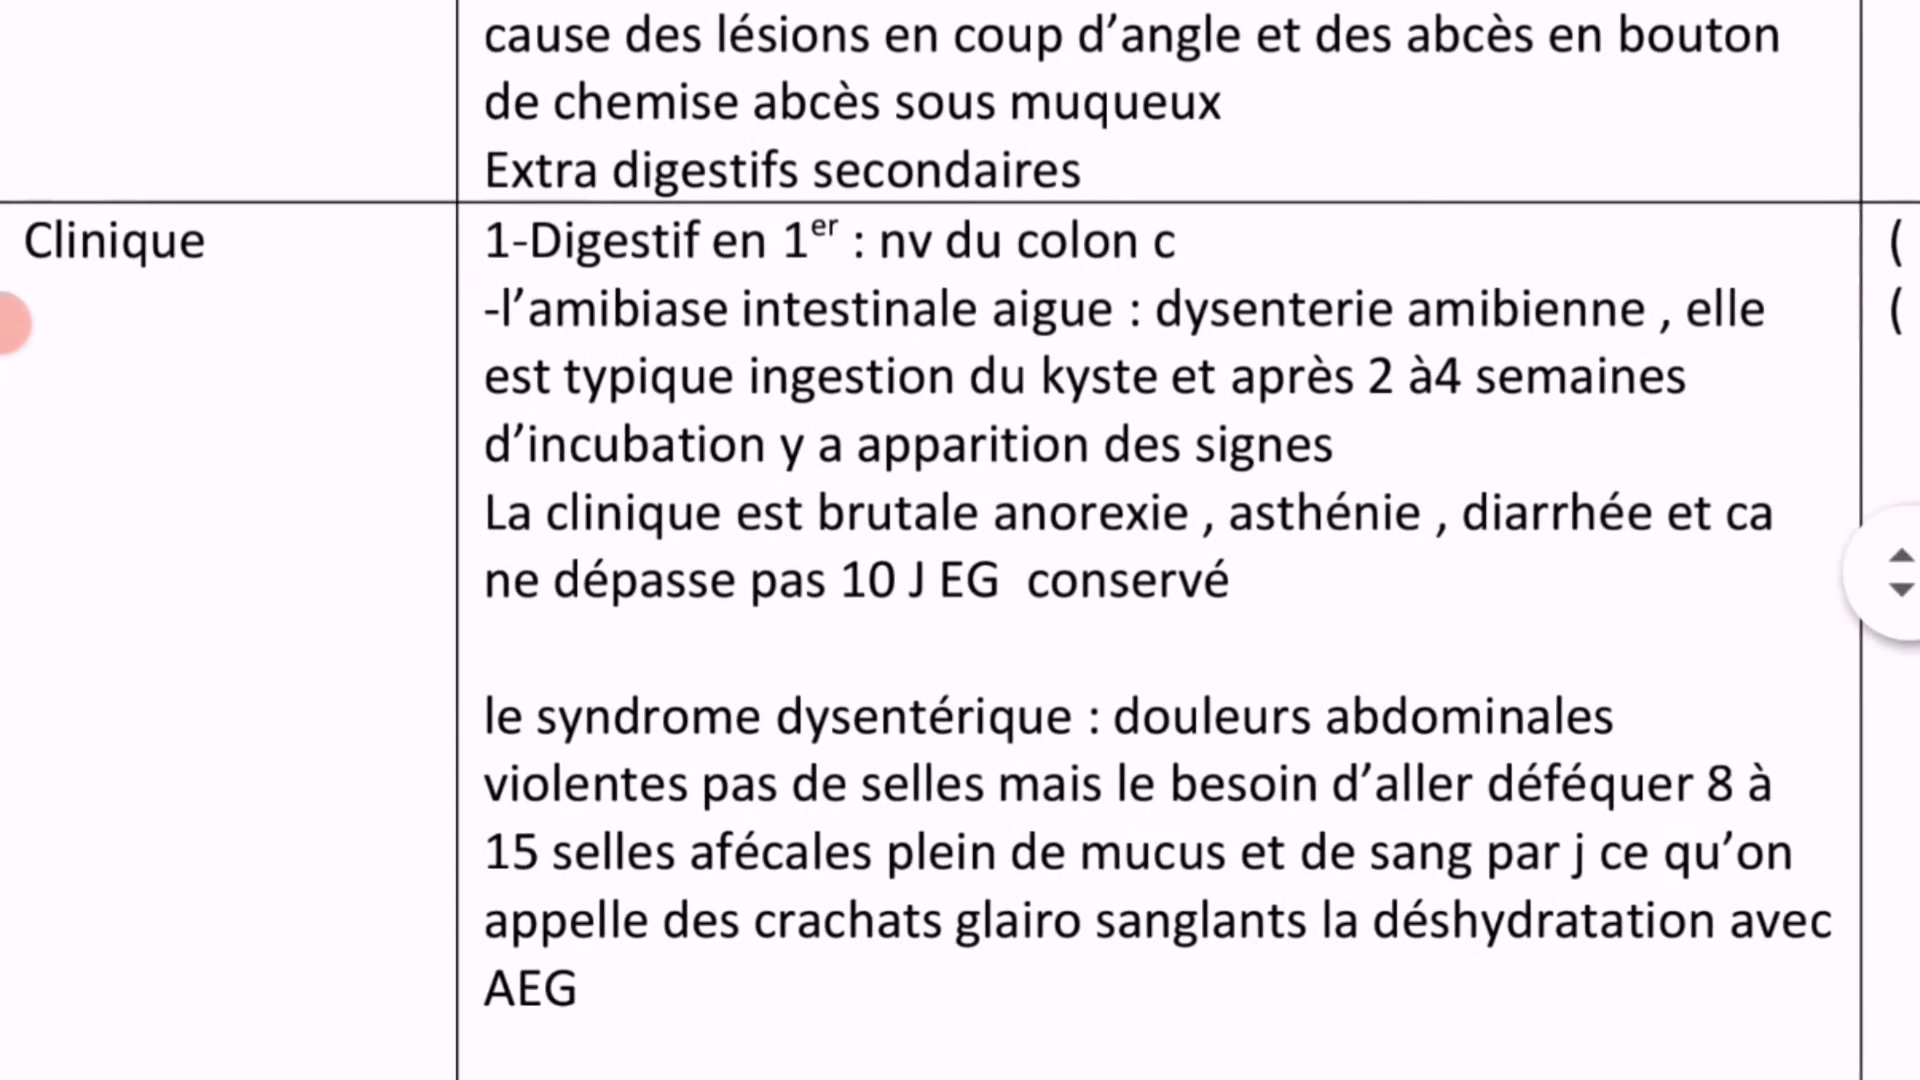 cause des lésions en coup d’angle et des abcès en bouton
de chemise abcès sous muqueux
Extra digestifs secondaires
Clinique
1-Digestif en 1er : nv du colon c
-l’amibiase intestinale aigue : dysenterie amibienne , elle
est typique ingestion du kyste et après 2 à4 semaines
d’incubation y a apparition des signes
La clinique est brutale anorexie , asthénie , diarrhée et ca
ne dépasse pas 10 J EG  conservé
le syndrome dysentérique : douleurs abdominales
violentes pas de selles mais le besoin d’aller déféquer 8 à
15 selles afécales plein de mucus et de sang par j ce qu’on
appelle des crachats glairo sanglants la déshydratation avec
AEG
(
(